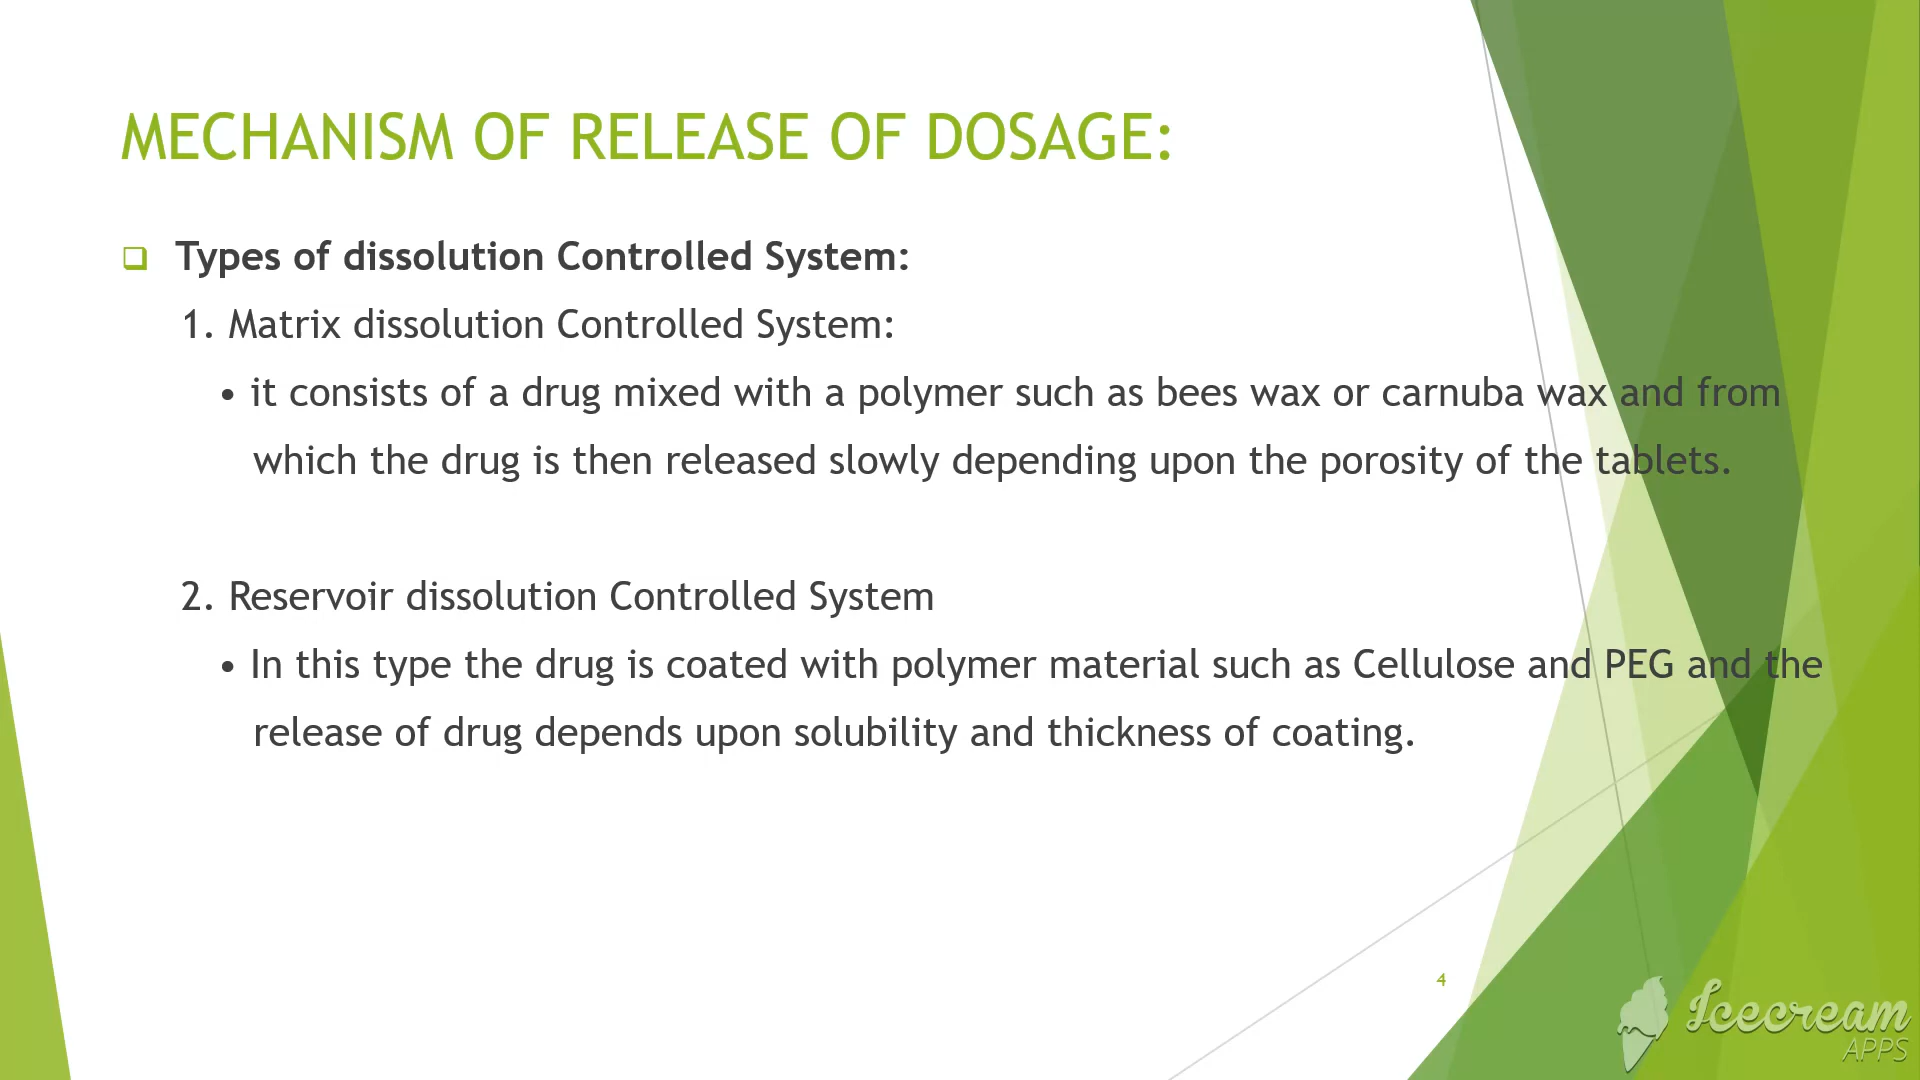 MECHANISM OF RELEASE OF DOSAGE:
Types of dissolution Controlled System:
1. Matrix dissolution Controlled System:
• it consists of a drug mixed with a polymer such as bees wax or carnuba wax and from
which the drug is then released slowly depending upon the porosity of the tablets.
2. Reservoir dissolution Controlled System
• In this type the drug is coated with polymer material such as Cellulose and PEG and the
release of drug depends upon solubility and thickness of coating.
4
Icecream
APPS